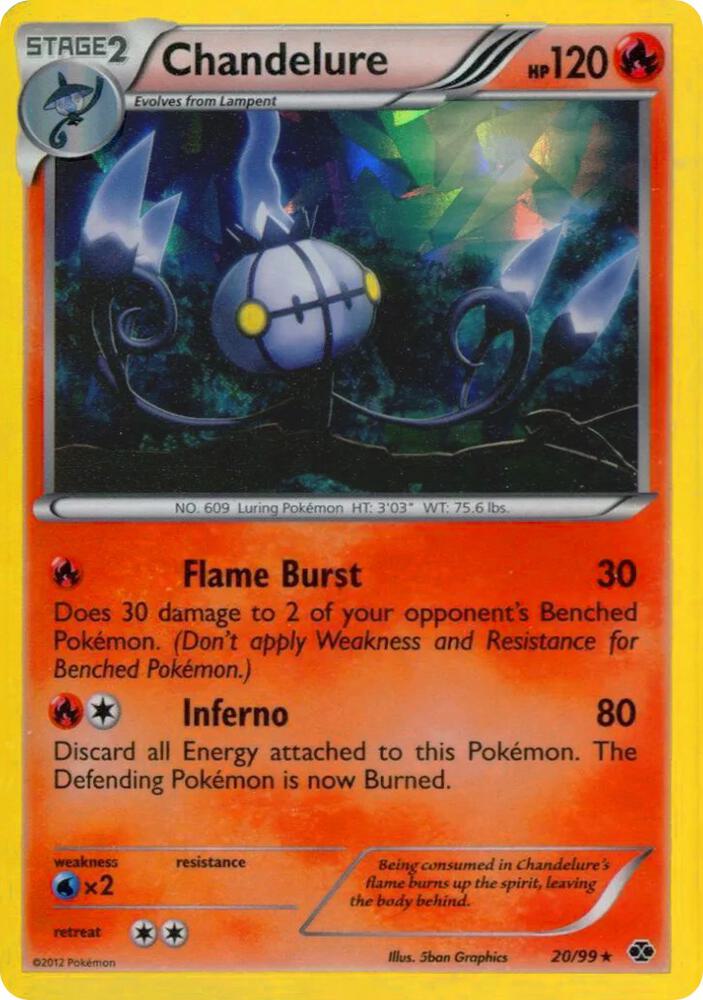 STAGE2
Chandelure
HP120
Evolves from Lampent
NO. 609 Luring Pokémon HT: 3'03" WT: 75.6 lbs.
Flame Burst 30
Does 30 damage to 2 of your opponent's Benched
Pokémon. (Don't apply Weakness and Resistance for
Benched Pokémon.)
Inferno 80
Discard all Energy attached to this Pokémon. The
Defending Pokémon is now Burned.
weakness resistance
×2
retreat
Being consumed in Chandelure's
flame burns up the spirit, leaving
the body behind.
©2012 Pokémon
Illus. 5ban Graphics
20/99★